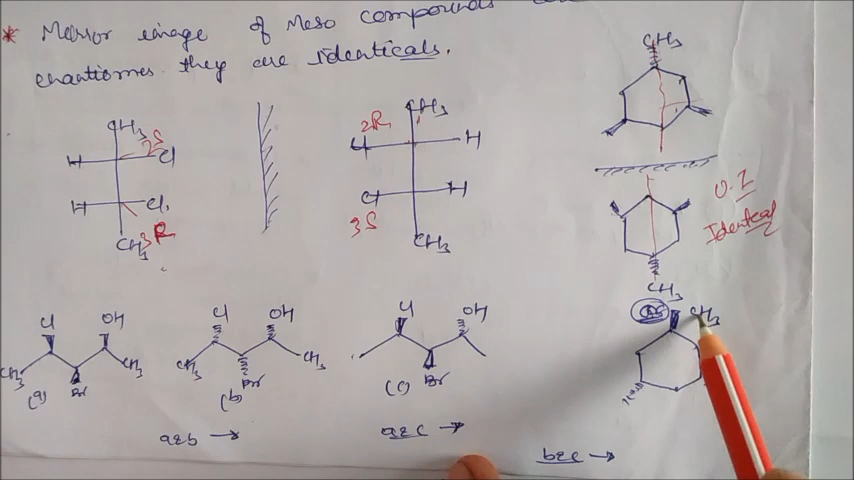 * Mirror image of Meso compounds
enantiomes they are identicals.
CH3
2S
H Cl
H Cl
CH3 3R
CH3
2R
Cl H
Cl H
3S
CH3
CH3
O.I
Identical
CH3
Cl OH
CH3 Br CH3
(a)
Cl OH
CH3 Br CH3
(b)
Cl OH
Br
(c)
CH3
a&b →
a&c →
b&c →